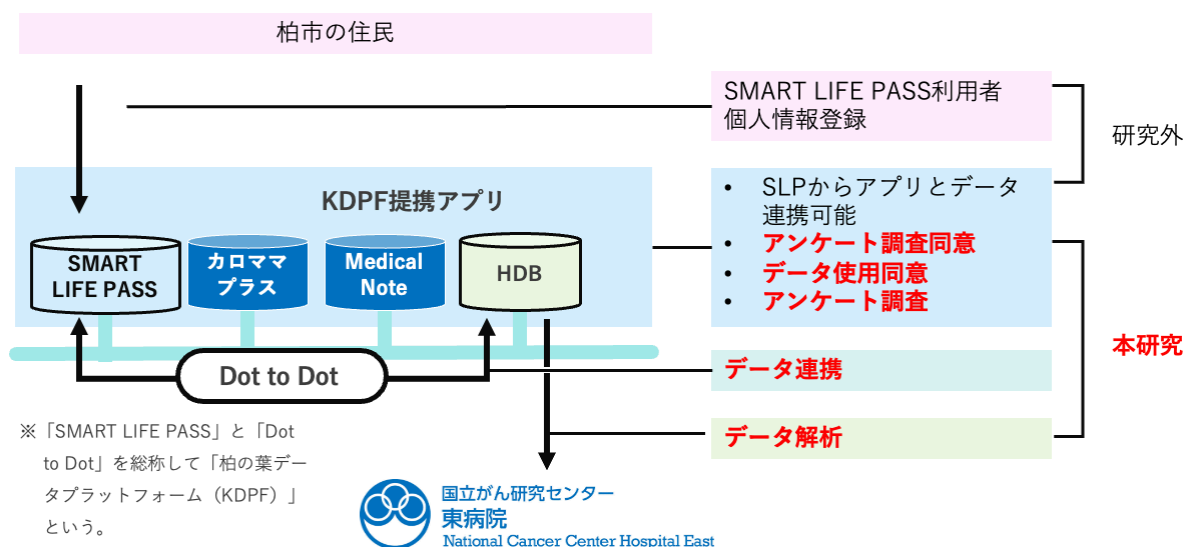 柏市の住民
SMART LIFE PASS利用者
個人情報登録
研究外
KDPF提携アプリ
SMART
LIFE PASS
カロママ
プラス
Medical
Note
HDB
• SLPからアプリとデータ
連携可能
• アンケート調査同意
• データ使用同意
• アンケート調査
本研究
Dot to Dot
データ連携
データ解析
※「SMART LIFE PASS」と「Dot
to Dot」を総称して「柏の葉デー
タプラットフォーム（KDPF）」
という。
国立がん研究センター
東病院
National Cancer Center Hospital East